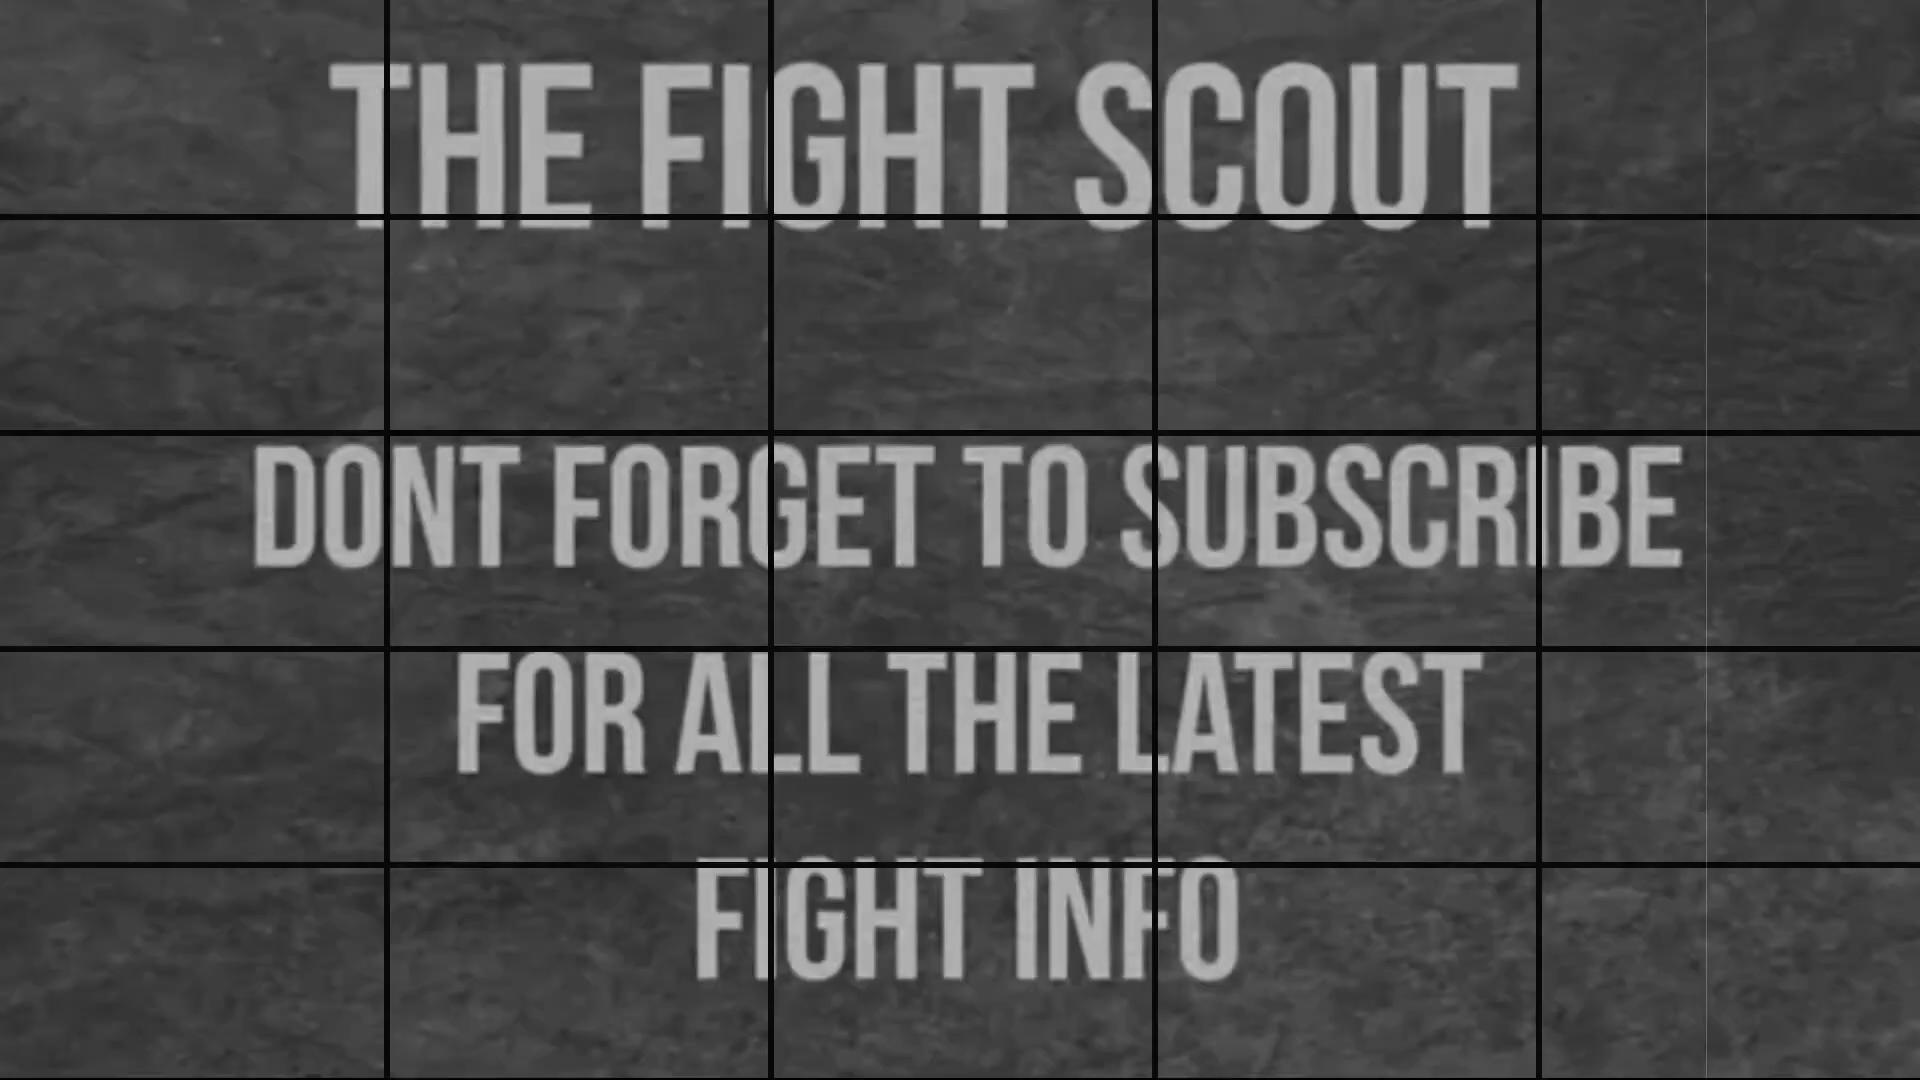 THE FIGHT SCOUT
DONT FORGET TO SUBSCRIBE
FOR ALL THE LATEST
FIGHT INFO